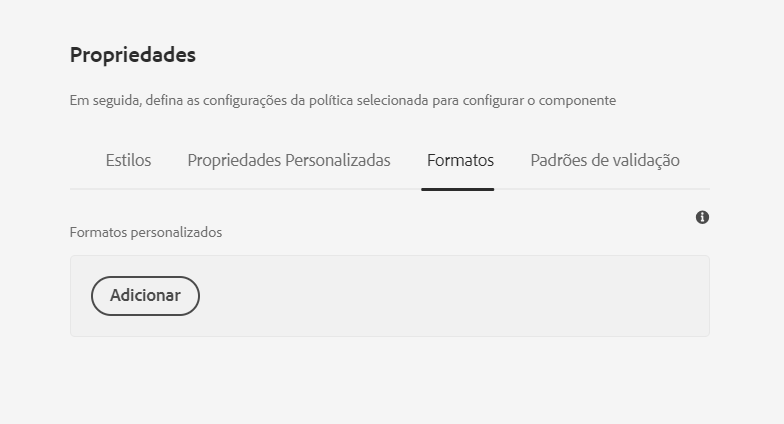 Propriedades
Em seguida, defina as configurações da política selecionada para configurar o componente
Estilos Propriedades Personalizadas Formatos Padrões de validação
Formatos personalizados
Adicionar